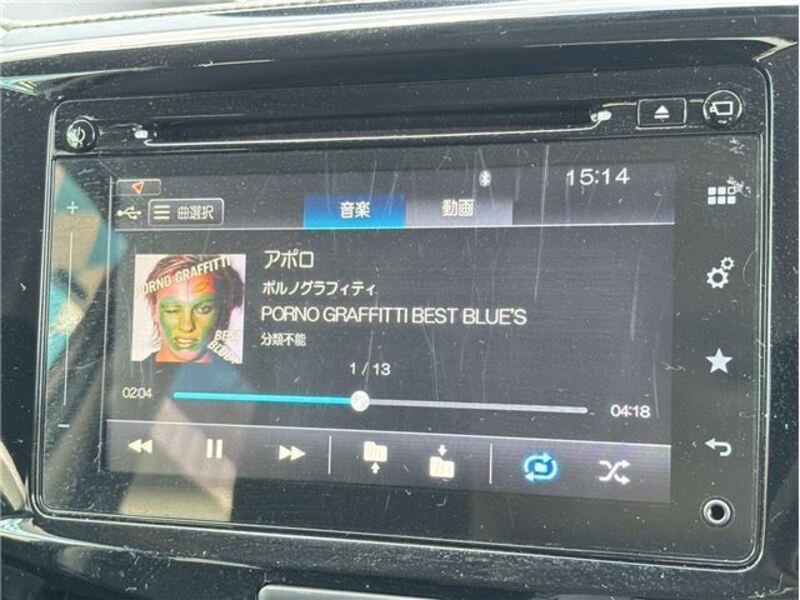 15:14
曲選択
音楽
動画
PORNO GRAFFITTI
BEST
BLUE'S
アポロ
ポルノグラフィティ
PORNO GRAFFITTI BEST BLUE'S
分類不能
1 / 13
02:04
04:18
+
−